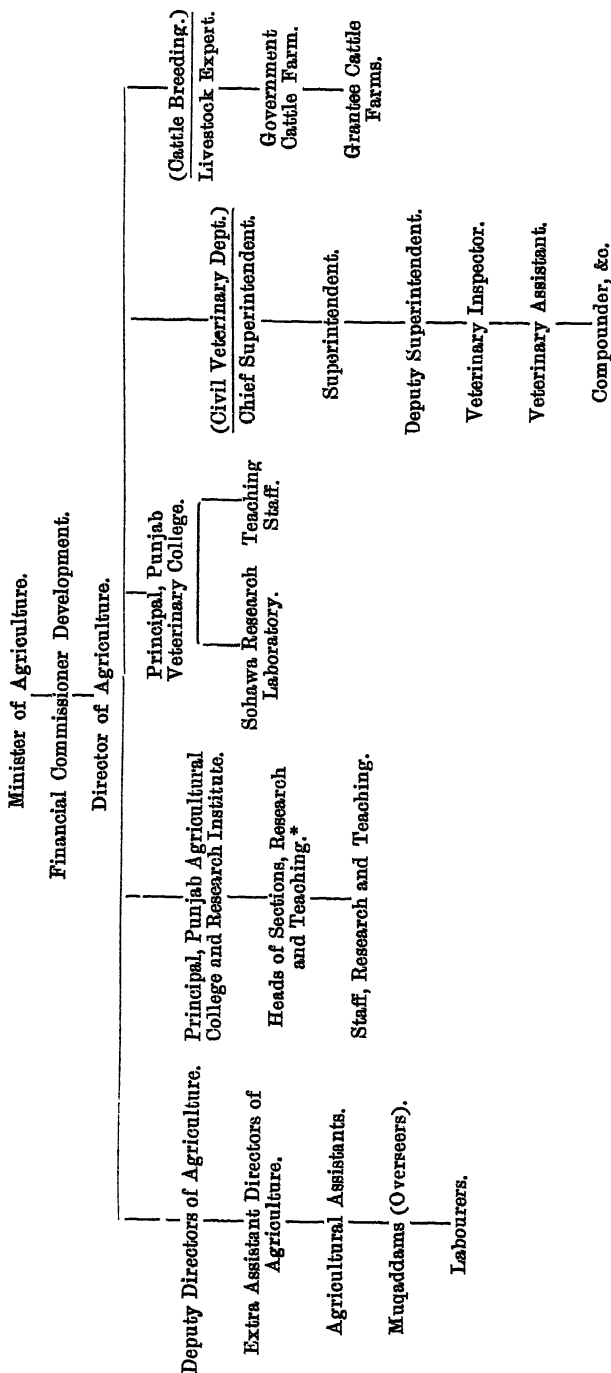 Minister of Agriculture.
Financial Commissioner Development.
Director of Agriculture.
Deputy Directors of Agriculture.
Extra Assistant Directors of
Agriculture.
Agricultural Assistants.
Muqaddams (Overseers).
Labourers.
Principal, Punjab Agricultural
College and Research Institute.
Heads of Sections, Research
and Teaching.*
Staff, Research and Teaching.
Principal, Punjab
Veterinary College.
Sohawa Research
Laboratory.
Teaching
Staff.
(Civil Veterinary Dept.)
Chief Superintendent.
Superintendent.
Deputy Superintendent.
Veterinary Inspector.
Veterinary Assistant.
Compounder, &c.
(Cattle Breeding.)
Livestock Expert.
Government
Cattle Farm.
Grantee Cattle
Farms.